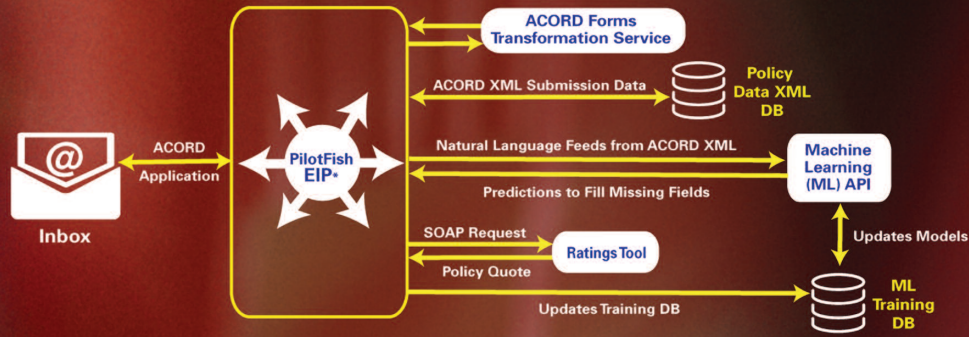 ACORD Forms
Transformation Service
ACORD XML Submission Data
Policy
Data XML
DB
@
ACORD
Application
Inbox
PilotFish
EIP*
Natural Language Feeds from ACORD XML
Predictions to Fill Missing Fields
Machine
Learning
(ML) API
SOAP Request
Policy Quote
Ratings Tool
Updates Models
Updates Training DB
ML
Training
DB